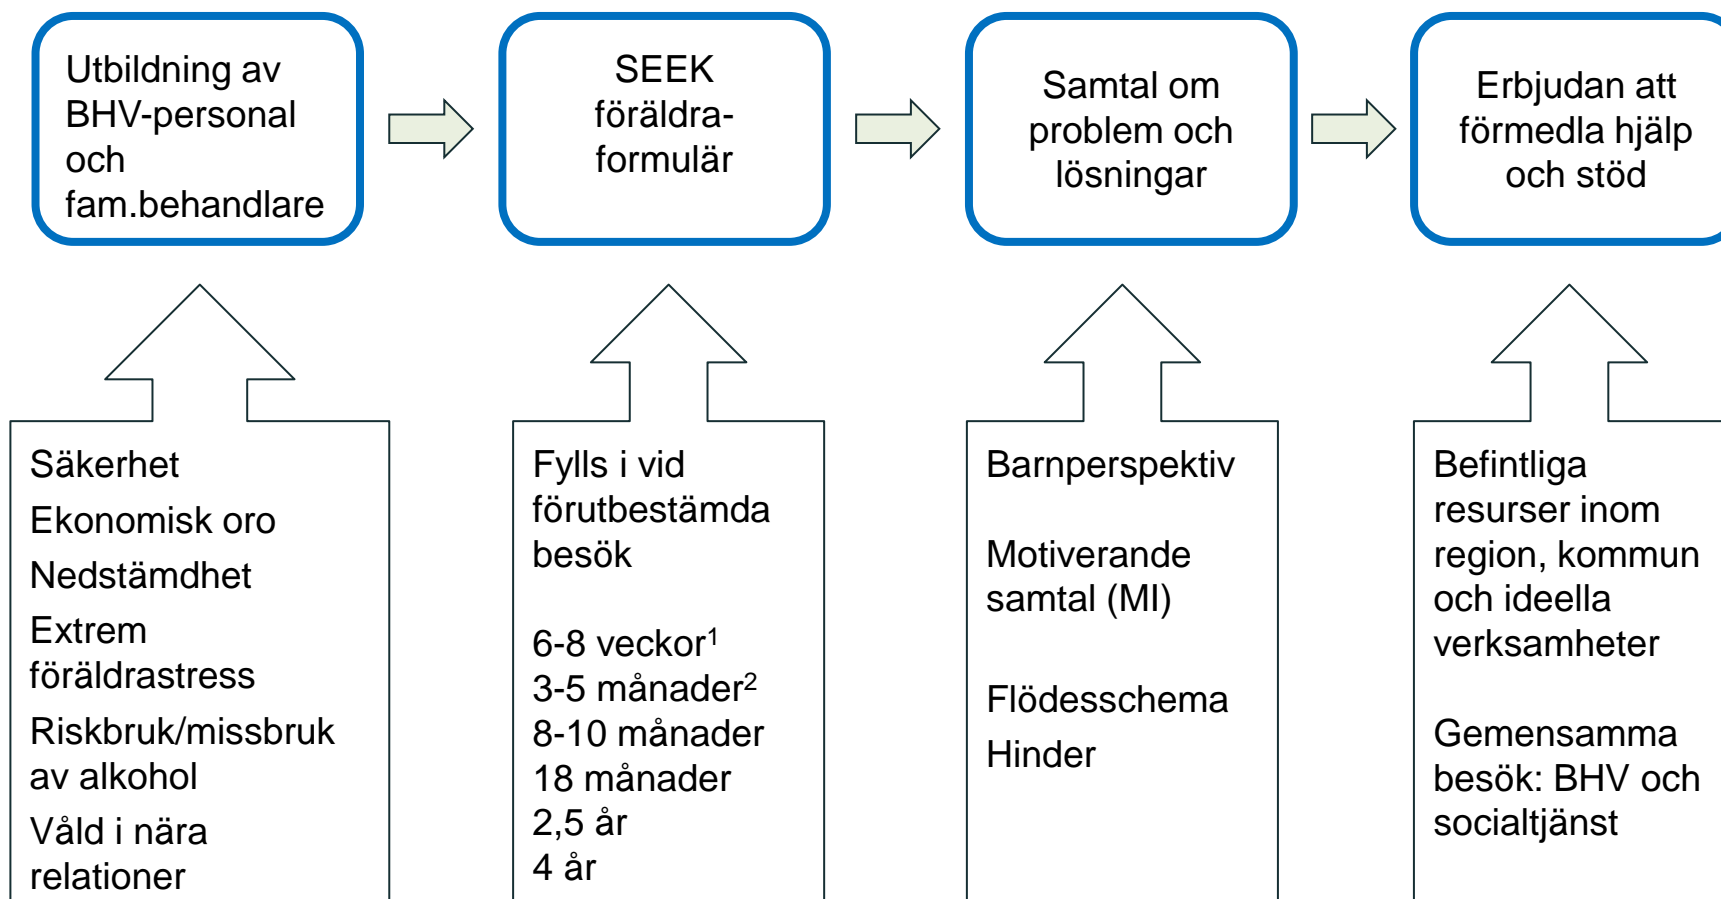 Utbildning av
BHV-personal
och
fam.behandlare
SEEK
föräldra-
formulär
Samtal om
problem och
lösningar
Erbjudan att
förmedla hjälp
och stöd
Säkerhet
Ekonomisk oro
Nedstämdhet
Extrem
föräldrastress
Riskbruk/missbruk
av alkohol
Våld i nära
relationer
Fylls i vid
förutbestämda
besök
6-8 veckor¹
3-5 månader²
8-10 månader
18 månader
2,5 år
4 år
Barnperspektiv
Motiverande
samtal (MI)
Flödesschema
Hinder
Befintliga
resurser inom
region, kommun
och ideella
verksamheter
Gemensamma
besök: BHV och
socialtjänst